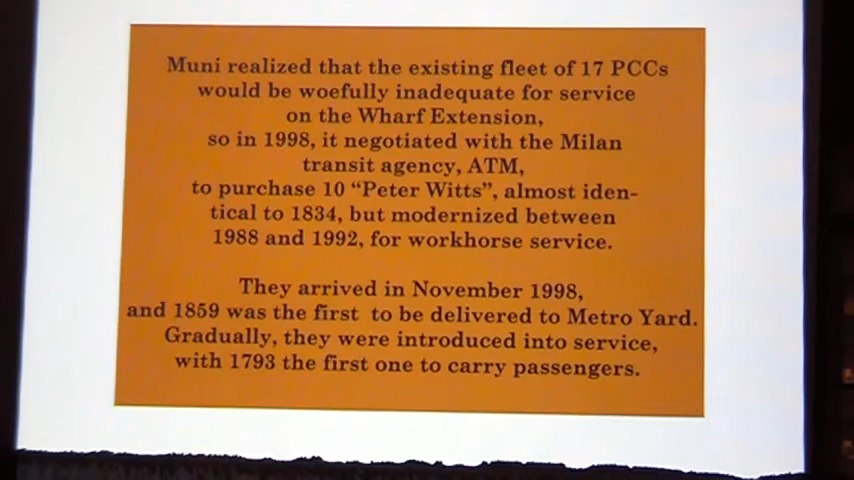 Muni realized that the existing fleet of 17 PCCs
would be woefully inadequate for service
on the Wharf Extension,
so in 1998, it negotiated with the Milan
transit agency, ATM,
to purchase 10 “Peter Witts”, almost iden-
tical to 1834, but modernized between
1988 and 1992, for workhorse service.
They arrived in November 1998,
and 1859 was the first to be delivered to Metro Yard.
Gradually, they were introduced into service,
with 1793 the first one to carry passengers.